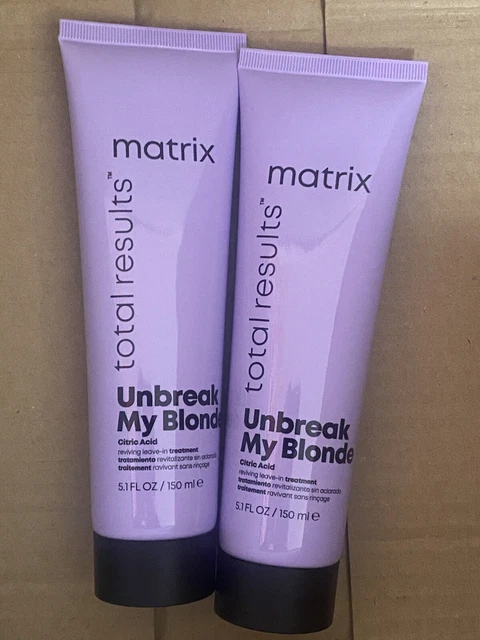 matrix
total results™
Unbreak
My Blonde
Citric Acid
reviving leave-in treatment
tratamiento revitalizante sin aclarado
traitement ravivant sans rinçage
5.1 FL OZ / 150 ml e
matrix
total results™
Unbreak
My Blonde
Citric Acid
reviving leave-in treatment
tratamiento revitalizante sin aclarado
traitement ravivant sans rinçage
5.1 FL OZ / 150 ml e